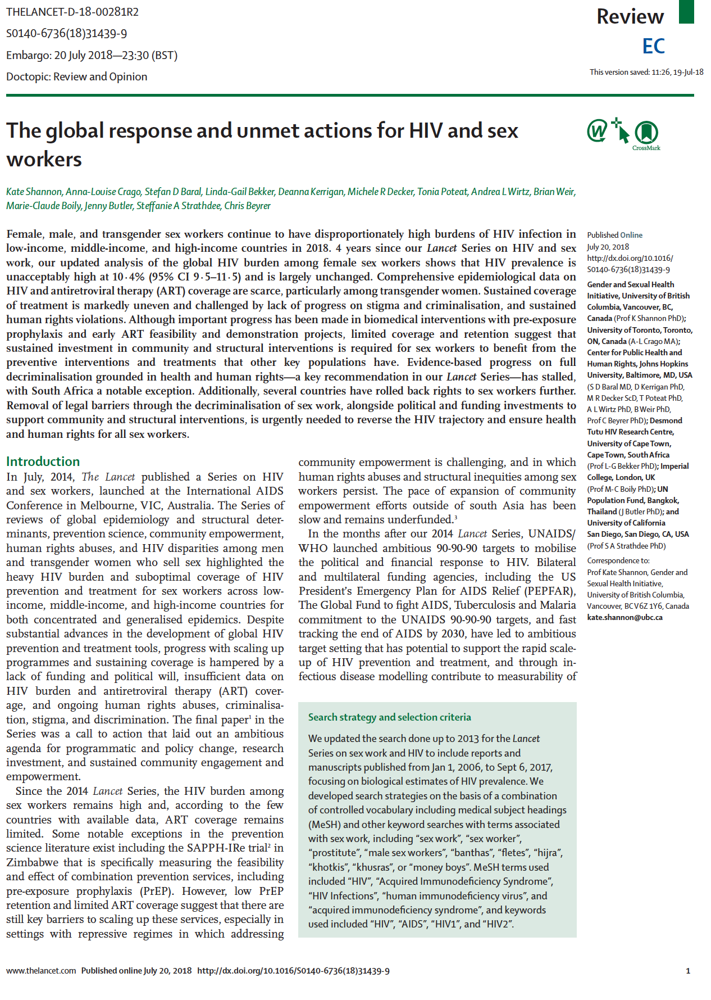 THELANCET-D-18-00281R2
S0140-6736(18)31439-9
Embargo: 20 July 2018—23:30 (BST)
Doctopic: Review and Opinion
Review
EC
This version saved: 11:26, 19-Jul-18
The global response and unmet actions for HIV and sex
workers
W
CrossMark
Kate Shannon, Anna-Louise Crago, Stefan D Baral, Linda-Gail Bekker, Deanna Kerrigan, Michele R Decker, Tonia Poteat, Andrea L Wirtz, Brian Weir,
Marie-Claude Boily, Jenny Butler, Steffanie A Strathdee, Chris Beyrer
Female, male, and transgender sex workers continue to have disproportionately high burdens of HIV infection in
low-income, middle-income, and high-income countries in 2018. 4 years since our Lancet Series on HIV and sex
work, our updated analysis of the global HIV burden among female sex workers shows that HIV prevalence is
unacceptably high at 10·4% (95% CI 9·5–11·5) and is largely unchanged. Comprehensive epidemiological data on
HIV and antiretroviral therapy (ART) coverage are scarce, particularly among transgender women. Sustained coverage
of treatment is markedly uneven and challenged by lack of progress on stigma and criminalisation, and sustained
human rights violations. Although important progress has been made in biomedical interventions with pre-exposure
prophylaxis and early ART feasibility and demonstration projects, limited coverage and retention suggest that
sustained investment in community and structural interventions is required for sex workers to benefit from the
preventive interventions and treatments that other key populations have. Evidence-based progress on full
decriminalisation grounded in health and human rights—a key recommendation in our Lancet Series—has stalled,
with South Africa a notable exception. Additionally, several countries have rolled back rights to sex workers further.
Removal of legal barriers through the decriminalisation of sex work, alongside political and funding investments to
support community and structural interventions, is urgently needed to reverse the HIV trajectory and ensure health
and human rights for all sex workers.
Introduction
In July, 2014, The Lancet published a Series on HIV
and sex workers, launched at the International AIDS
Conference in Melbourne, VIC, Australia. The Series of
reviews of global epidemiology and structural deter-
minants, prevention science, community empowerment,
human rights abuses, and HIV disparities among men
and transgender women who sell sex highlighted the
heavy HIV burden and suboptimal coverage of HIV
prevention and treatment for sex workers across low-
income, middle-income, and high-income countries for
both concentrated and generalised epidemics. Despite
substantial advances in the development of global HIV
prevention and treatment tools, progress with scaling up
programmes and sustaining coverage is hampered by a
lack of funding and political will, insufficient data on
HIV burden and antiretroviral therapy (ART) cover-
age, and ongoing human rights abuses, criminalisa-
tion, stigma, and discrimination. The final paper¹ in the
Series was a call to action that laid out an ambitious
agenda for programmatic and policy change, research
investment, and sustained community engagement and
empowerment.
Since the 2014 Lancet Series, the HIV burden among
sex workers remains high and, according to the few
countries with available data, ART coverage remains
limited. Some notable exceptions in the prevention
science literature exist including the SAPPH-IRe trial² in
Zimbabwe that is specifically measuring the feasibility
and effect of combination prevention services, including
pre-exposure prophylaxis (PrEP). However, low PrEP
retention and limited ART coverage suggest that there are
still key barriers to scaling up these services, especially in
settings with repressive regimes in which addressing
community empowerment is challenging, and in which
human rights abuses and structural inequities among sex
workers persist. The pace of expansion of community
empowerment efforts outside of south Asia has been
slow and remains underfunded.³
In the months after our 2014 Lancet Series, UNAIDS/
WHO launched ambitious 90-90-90 targets to mobilise
the political and financial response to HIV. Bilateral
and multilateral funding agencies, including the US
President's Emergency Plan for AIDS Relief (PEPFAR),
The Global Fund to fight AIDS, Tuberculosis and Malaria
commitment to the UNAIDS 90-90-90 targets, and fast
tracking the end of AIDS by 2030, have led to ambitious
target setting that has potential to support the rapid scale-
up of HIV prevention and treatment, and through in-
fectious disease modelling contribute to measurability of
Search strategy and selection criteria
We updated the search done up to 2013 for the Lancet
Series on sex work and HIV to include reports and
manuscripts published from Jan 1, 2006, to Sept 6, 2017,
focusing on biological estimates of HIV prevalence. We
developed search strategies on the basis of a combination
of controlled vocabulary including medical subject headings
(MeSH) and other keyword searches with terms associated
with sex work, including “sex work”, “sex worker”,
“prostitute”, “male sex workers”, “banthas”, “fletes”, “hijra”,
“khotkis”, “khusras”, or “money boys”. MeSH terms used
included “HIV”, “Acquired Immunodeficiency Syndrome”,
“HIV Infections”, “human immunodeficiency virus”, and
“acquired immunodeficiency syndrome”, and keywords
used included “HIV”, “AIDS”, “HIV1”, and “HIV2”.
Published Online
July 20, 2018
http://dx.doi.org/10.1016/
S0140-6736(18)31439-9
Gender and Sexual Health
Initiative, University of British
Columbia, Vancouver, BC,
Canada (Prof K Shannon PhD);
University of Toronto, Toronto,
ON, Canada (A-L Crago MA);
Center for Public Health and
Human Rights, Johns Hopkins
University, Baltimore, MD, USA
(S D Baral MD, D Kerrigan PhD,
M R Decker ScD, T Poteat PhD,
A L Wirtz PhD, B Weir PhD,
Prof C Beyrer PhD); Desmond
Tutu HIV Research Centre,
University of Cape Town,
Cape Town, South Africa
(Prof L-G Bekker PhD); Imperial
College, London, UK
(Prof M-C Boily PhD); UN
Population Fund, Bangkok,
Thailand (J Butler PhD); and
University of California
San Diego, San Diego, CA, USA
(Prof S A Strathdee PhD)
Correspondence to:
Prof Kate Shannon, Gender and
Sexual Health Initiative,
University of British Columbia,
Vancouver, BC V6Z 1Y6, Canada
kate.shannon@ubc.ca
www.thelancet.com Published online July 20, 2018 http://dx.doi.org/10.1016/S0140-6736(18)31439-9
1